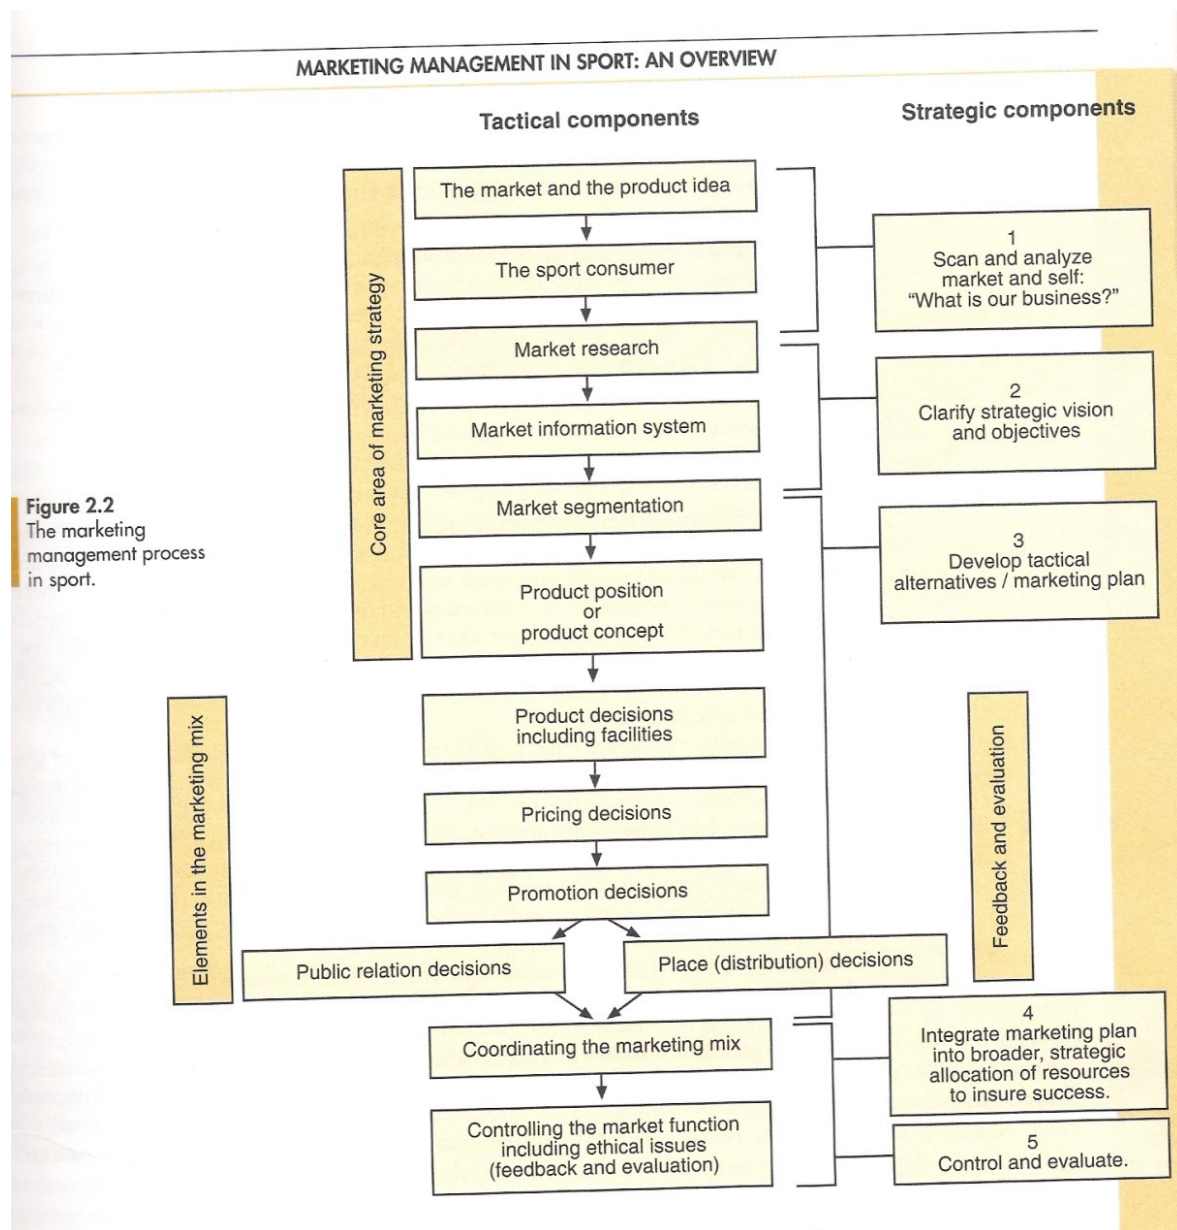 MARKETING MANAGEMENT IN SPORT: AN OVERVIEW
Tactical components
Strategic components
Core area of marketing strategy
The market and the product idea
The sport consumer
Market research
Market information system
Market segmentation
Product position
or
product concept
1
Scan and analyze
market and self:
“What is our business?”
2
Clarify strategic vision
and objectives
3
Develop tactical
alternatives / marketing plan
Figure 2.2
The marketing
management process
in sport.
Elements in the marketing mix
Product decisions
including facilities
Pricing decisions
Promotion decisions
Public relation decisions
Place (distribution) decisions
Feedback and evaluation
Coordinating the marketing mix
Controlling the market function
including ethical issues
(feedback and evaluation)
4
Integrate marketing plan
into broader, strategic
allocation of resources
to insure success.
5
Control and evaluate.